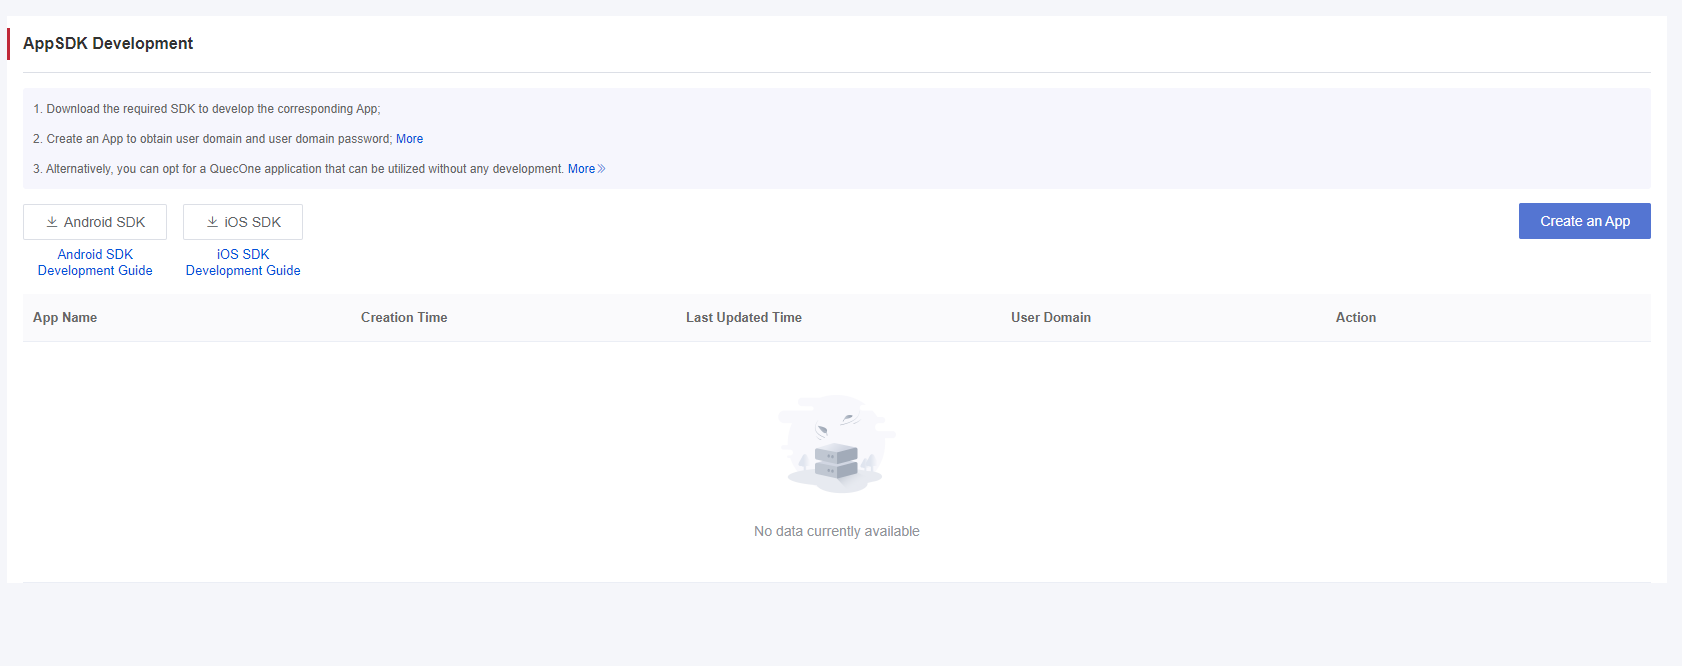 AppSDK Development
1. Download the required SDK to develop the corresponding App;
2. Create an App to obtain user domain and user domain password; More
3. Alternatively, you can opt for a QuecOne application that can be utilized without any development. More
Android SDK
iOS SDK
Create an App
Android SDK
Development Guide
iOS SDK
Development Guide
App Name
Creation Time
Last Updated Time
User Domain
Action
No data currently available